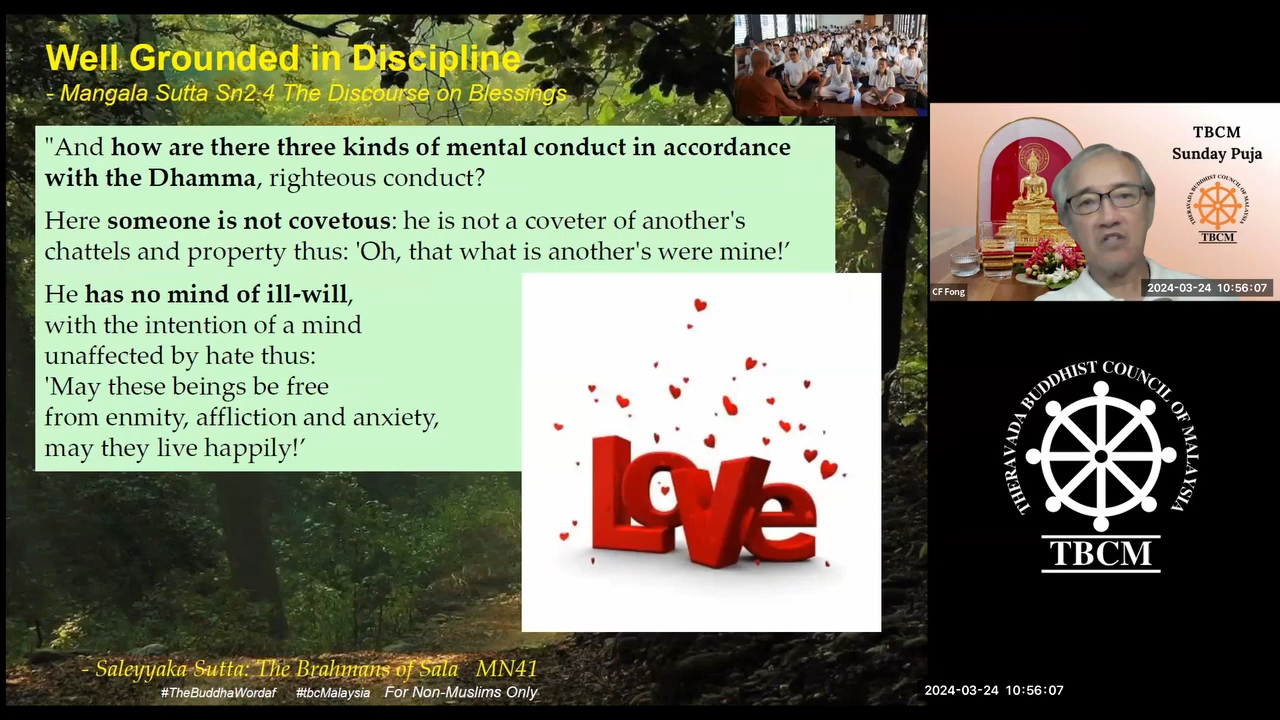 Well Grounded in Discipline
- Mangala Sutta Sn2.4 The Discourse on Blessings
"And how are there three kinds of mental conduct in accordance
with the Dhamma, righteous conduct?
Here someone is not covetous: he is not a coveter of another's
chattels and property thus: 'Oh, that what is another's were mine!’
He has no mind of ill-will,
with the intention of a mind
unaffected by hate thus:
'May these beings be free
from enmity, affliction and anxiety,
may they live happily!’
Love
- Saleyyaka Sutta: The Brahmans of Sala MN41
#TheBuddhaWordaf #tbcMalaysia For Non-Muslims Only
TBCM
Sunday Puja
THERAVADA BUDDHIST COUNCIL OF MALAYSIA
TBCM
CF Fong
2024-03-24 10:56:07
THERAVADA BUDDHIST COUNCIL OF MALAYSIA
TBCM
2024-03-24 10:56:07